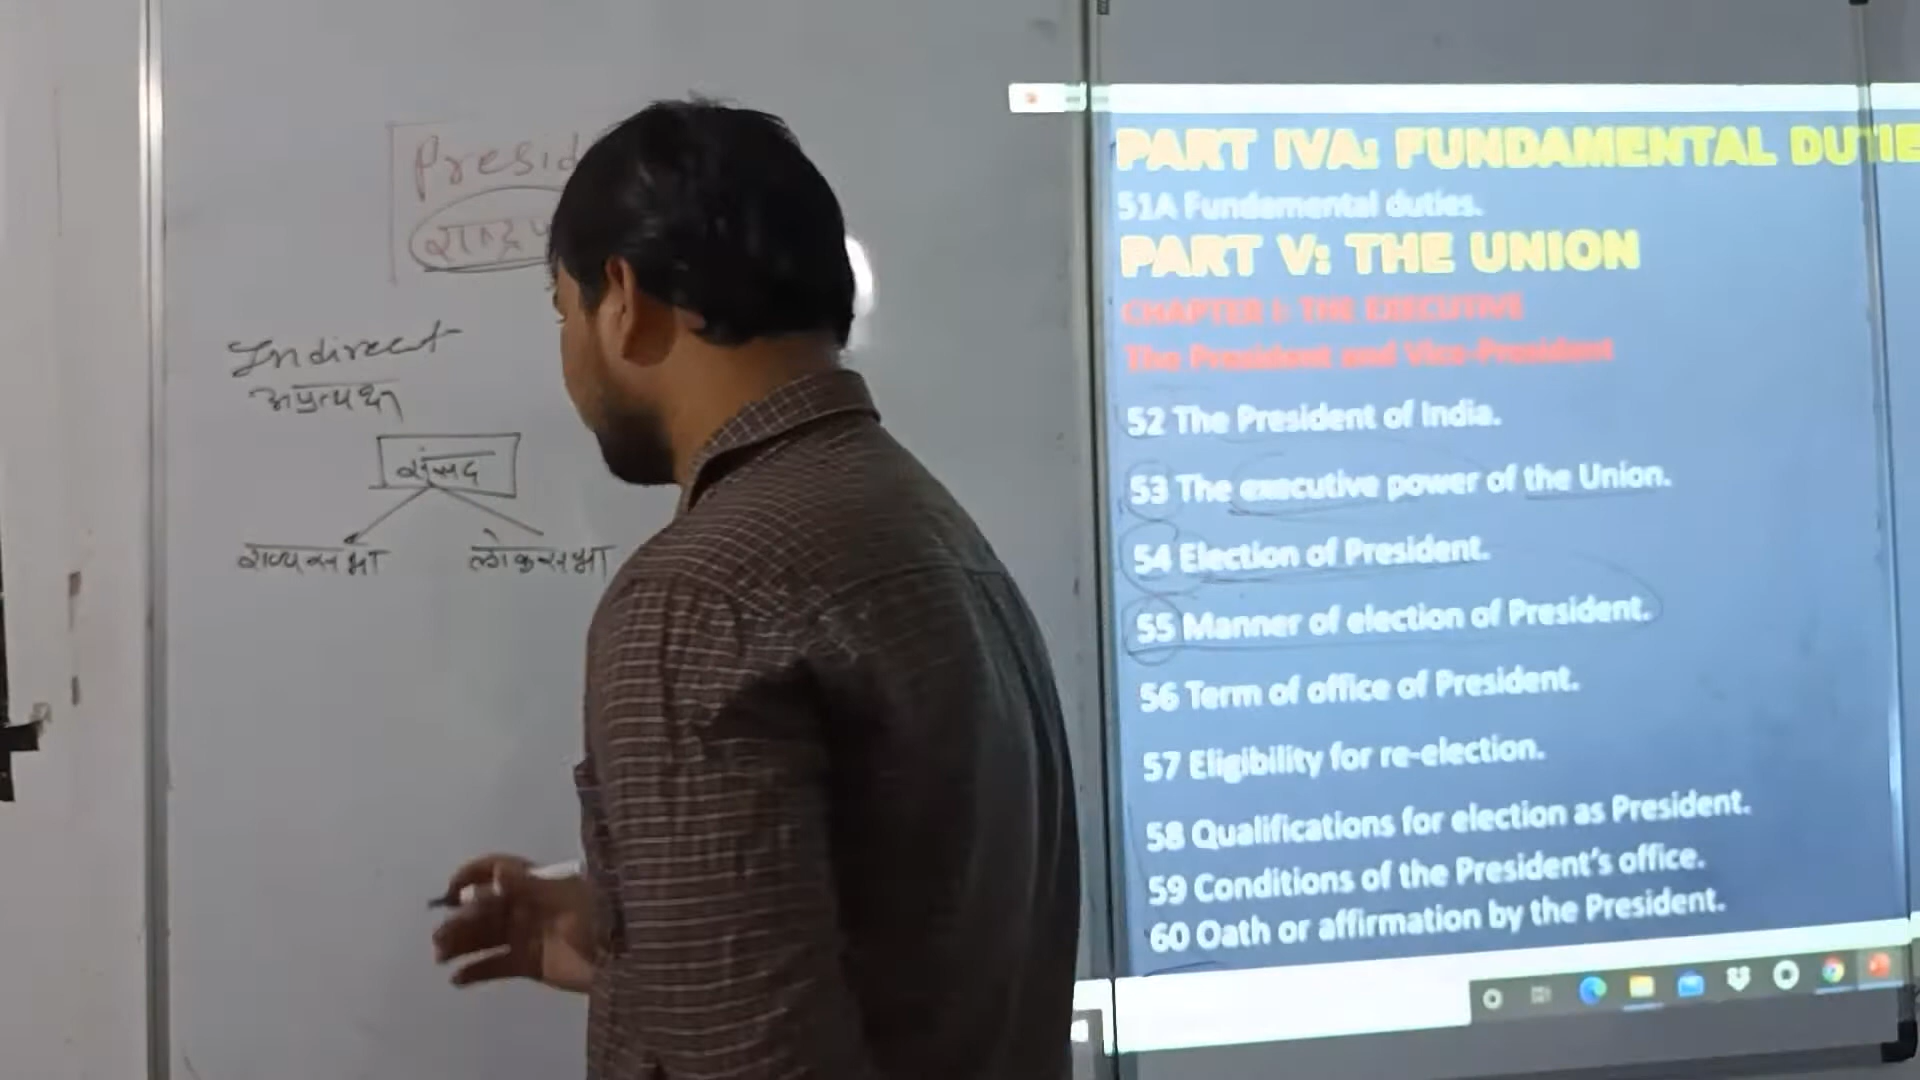 Presid
राष्ट्रप
Indirect
अप्रत्यक्ष
संसद
राज्यसभा
लोकसभा
PART IVA: FUNDAMENTAL DUTIE
51A Fundamental duties.
PART V: THE UNION
CHAPTER I: THE EXECUTIVE
The President and Vice-President
52 The President of India.
53 The executive power of the Union.
54 Election of President.
55 Manner of election of President.
56 Term of office of President.
57 Eligibility for re-election.
58 Qualifications for election as President.
59 Conditions of the President's office.
60 Oath or affirmation by the President.